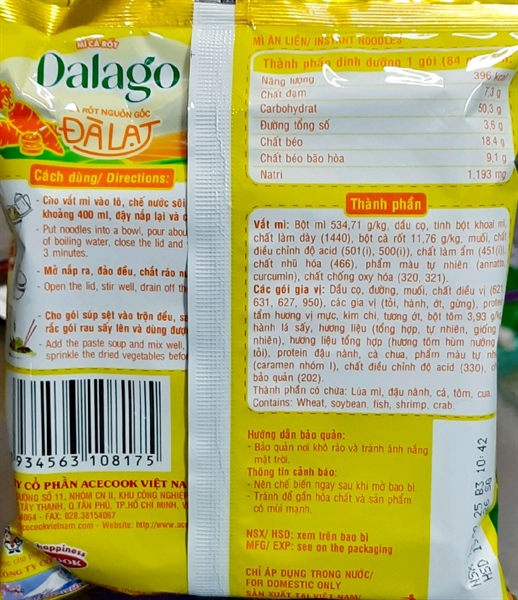 MÌ CÀ RỐT
Dalago
RỐT NGUỒN GỐC
ĐÀ LẠT
Cách dùng/ Directions:
- Cho vắt mì vào tô, chế nước sôi
khoảng 400 ml, đậy nắp lại và
- Put noodles into a bowl, pour
of boiling water, close the lid and
3 minutes.
- Mở nắp ra, đảo đều, chắt ráo
- Open the lid, stir well, drain off
- Cho gói súp sệt vào trộn đều,
rắc gói rau sấy lên và dùng
- Add the paste soup and mix well,
sprinkle the dried vegetables
934563 108175
CỔ PHẦN ACECOOK VIỆT
SỐ 11, NHÓM CN II, KHU CÔNG NGHIỆP
TÂY THẠNH, Q.TÂN PHÚ, TP.HỒ CHÍ MINH,
- FAX: 028.38154067
- Website: http://www.
happiness
CÔNG TY CỔ
MÌ ĂN LIỀN/ INSTANT NOODLES
Thành phần dinh dưỡng 1 gói (84
Năng lượng 396
Chất đạm 7,3 g
Carbohydrat 50,3 g
Đường tổng số 3,6 g
Chất béo 18,4
Chất béo bão hòa 9,1 g
Natri 1.193 mg
Thành phần
Vắt mì: Bột mì 534,71 g/kg, dầu cọ, tinh bột khoai
chất làm dày (1440), bột cà rốt 11,76 g/kg, muối, chất
điều chỉnh độ acid (501(i), 500(i)), chất làm ẩm
chất nhũ hóa (466), phẩm màu tự nhiên (annatto,
curcumin), chất chống oxy hóa (320, 321).
Các gói gia vị: Dầu cọ, đường, muối, chất điều vị
631, 627, 950), các gia vị (tỏi, hành, ớt, gừng),
tẩm hương vị mực, kim chi, tương ớt, bột tôm 3,93
hành lá sấy, hương liệu (tổng hợp, tự nhiên, giống
nhiên), hương liệu tổng hợp (hương tôm hùm nướng
tỏi), protein đậu nành, cà chua, phẩm màu tự
(caramen nhóm I), chất điều chỉnh độ acid (330),
bảo quản (202).
Thành phần có chứa: Lúa mì, đậu nành, cá, tôm, cua.
Contains: Wheat, soybean, fish, shrimp, crab.
Hướng dẫn bảo quản:
- Bảo quản nơi khô ráo và tránh ánh nắng
mặt trời.
Thông tin cảnh báo:
- Nên chế biến ngay sau khi mở bao bì.
- Tránh để gần hóa chất và sản phẩm
có mùi mạnh.
NSX/ HSD: xem trên bao bì
MFG/ EXP: see on the packaging
CHỈ ÁP DỤNG TRONG NƯỚC/
FOR DOMESTIC ONLY
SẢN XUẤT TẠI VIỆT
NSX
HSD
25 B3 10:42